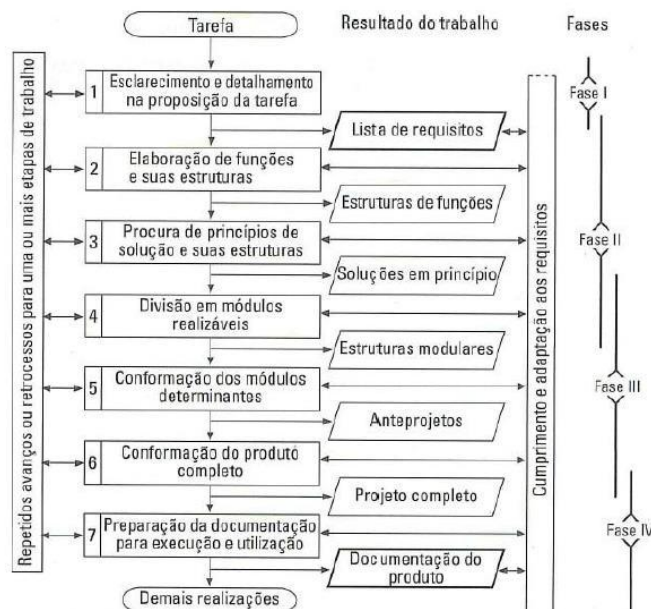 Tarefa
Resultado do trabalho
Fases
Repetidos avanços ou retrocessos para uma ou mais etapas de trabalho
1
Esclarecimento e detalhamento
na proposição da tarefa
Lista de requisitos
Fase I
2
Elaboração de funções
e suas estruturas
Estruturas de funções
3
Procura de princípios de
solução e suas estruturas
Fase II
Soluções em princípio
4
Divisão em módulos
realizáveis
Estruturas modulares
5
Conformação dos módulos
determinantes
Fase III
Anteprojetos
6
Conformação do produto
completo
Projeto completo
7
Preparação da documentação
para execução e utilização
Fase IV
Documentação do
produto
Demais realizações
Cumprimento e adaptação aos requisitos